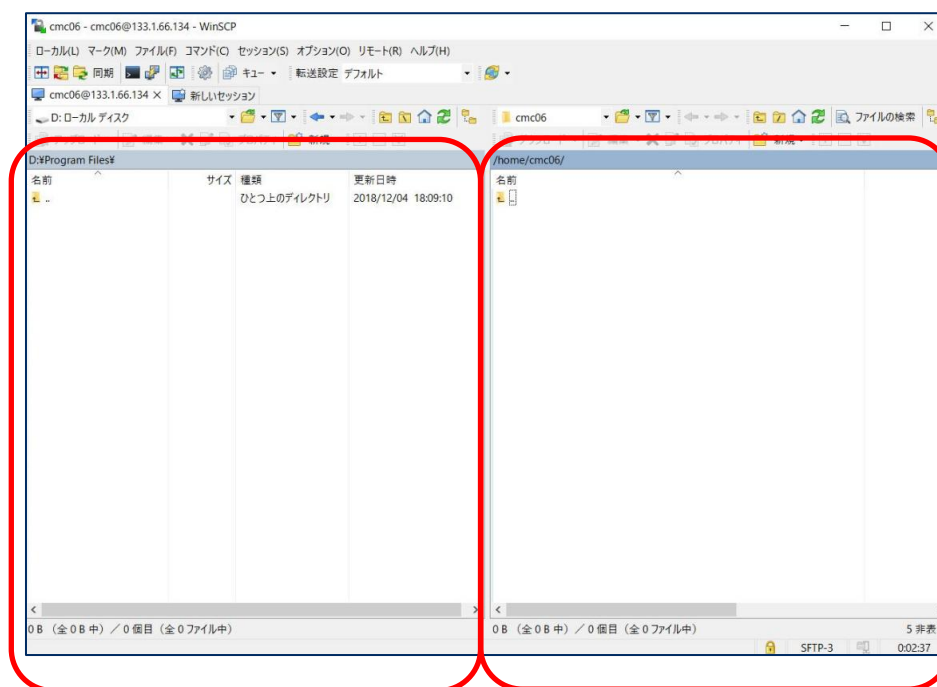 cmc06 - cmc06@133.1.66.134 - WinSCP
ローカル(L) マーク(M) ファイル(F) コマンド(C) セッション(S) オプション(O) リモート(R) ヘルプ(H)
同期 キュー 転送設定 デフォルト
cmc06@133.1.66.134 × 新しいセッション
D: ローカル ディスク cmc06 ファイルの検索
D:¥Program Files¥ /home/cmc06/
名前 サイズ 種類 更新日時 名前
.. ひとつ上のディレクトリ 2018/12/04 18:09:10 ..
0 B (全 0 B 中) / 0 個目 (全 0 ファイル中) 0 B (全 0 B 中) / 0 個目 (全 0 ファイル中) 5 非表
SFTP-3 0:02:37